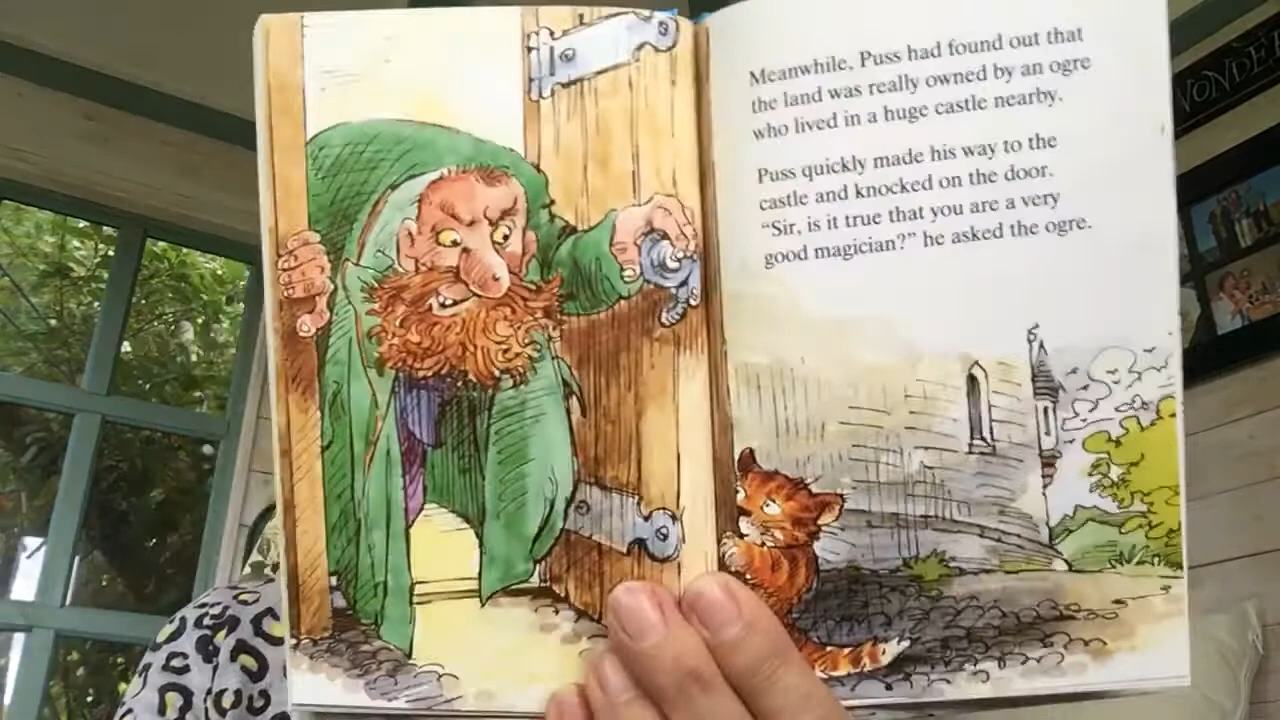 Meanwhile, Puss had found out that
the land was really owned by an ogre
who lived in a huge castle nearby.
Puss quickly made his way to the
castle and knocked on the door.
“Sir, is it true that you are a very
good magician?” he asked the ogre.